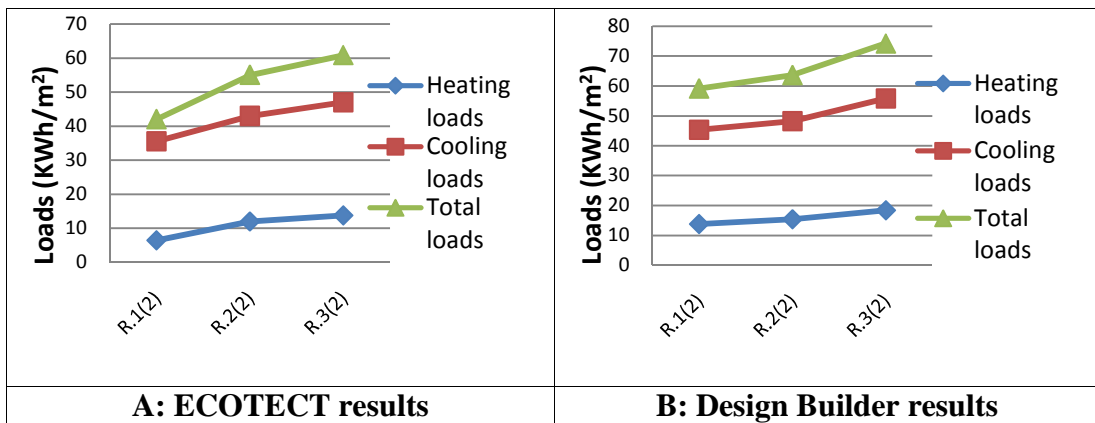 70
60
50
40
30
20
10
0
Loads (KWh/m²)
R.1(2)
R.2(2)
R.3(2)
Heating
loads
Cooling
loads
Total
loads
80
70
60
50
40
30
20
10
0
Loads (KWh/m²)
R.1(2)
R.2(2)
R.3(2)
Heating
loads
Cooling
loads
Total
loads
A: ECOTECT results
B: Design Builder results